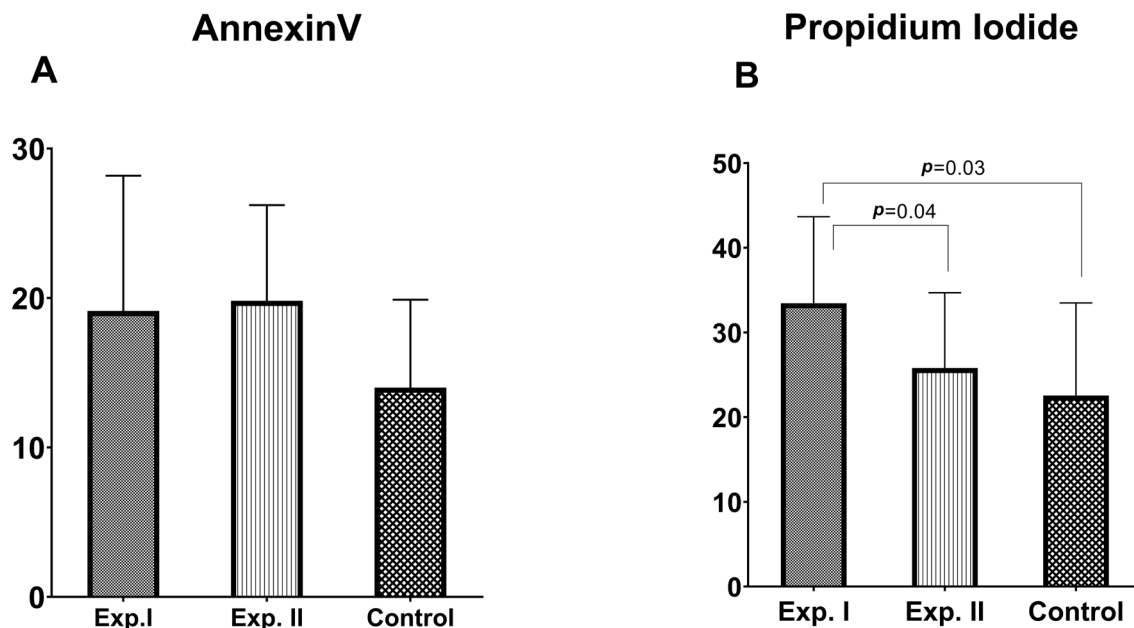 AnnexinV
A
30
20
10
0
Exp.I Exp. II Control
Propidium Iodide
B
50
40
30
20
10
0
p=0.03
p=0.04
Exp. I Exp. II Control